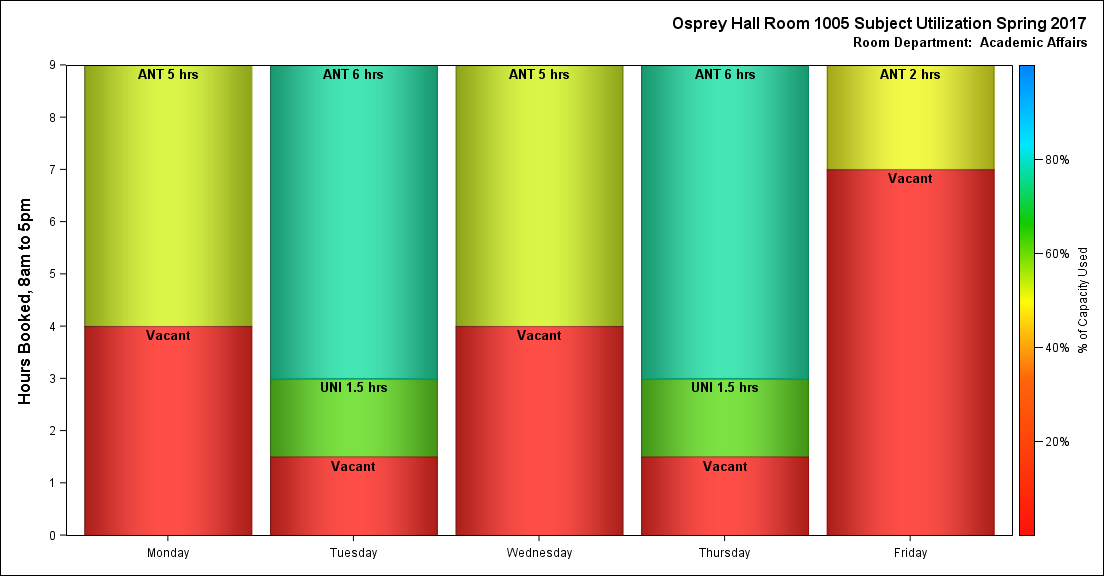 Osprey Hall Room 1005 Subject Utilization Spring 2017
Room Department:  Academic Affairs
Hours Booked, 8am to 5pm
9
8
7
6
5
4
3
2
1
0
ANT 5 hrs
Vacant
ANT 6 hrs
UNI 1.5 hrs
Vacant
ANT 5 hrs
Vacant
ANT 6 hrs
UNI 1.5 hrs
Vacant
ANT 2 hrs
Vacant
Monday
Tuesday
Wednesday
Thursday
Friday
80%
60%
40%
20%
% of Capacity Used